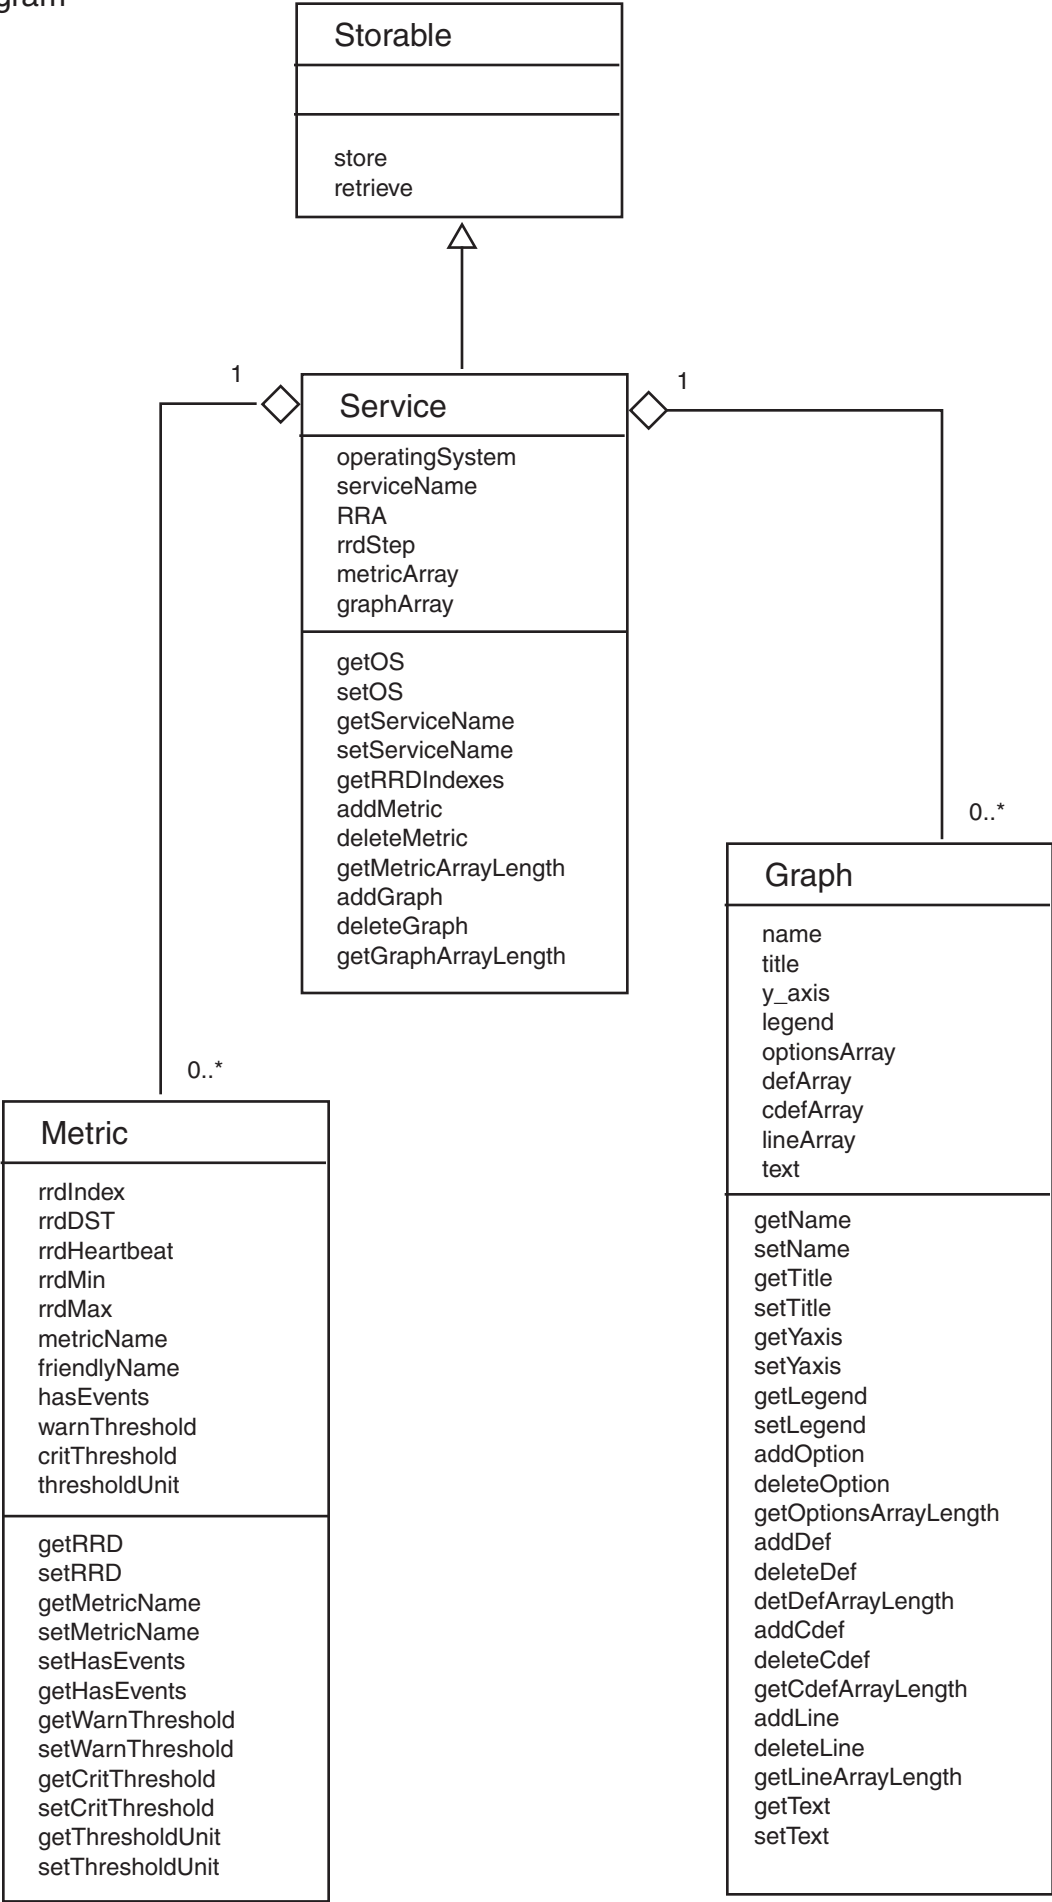 Storable
store
retrieve
1
1
Service
operatingSystem
serviceName
RRA
rrdStep
metricArray
graphArray
getOS
setOS
getServiceName
setServiceName
getRRDIndexes
addMetric
deleteMetric
getMetricArrayLength
addGraph
deleteGraph
getGraphArrayLength
0..*
Graph
name
title
y_axis
legend
optionsArray
defArray
cdefArray
lineArray
text
getName
setName
getTitle
setTitle
getYaxis
setYaxis
getLegend
setLegend
addOption
deleteOption
getOptionsArrayLength
addDef
deleteDef
detDefArrayLength
addCdef
deleteCdef
getCdefArrayLength
addLine
deleteLine
getLineArrayLength
getText
setText
0..*
Metric
rrdIndex
rrdDST
rrdHeartbeat
rrdMin
rrdMax
metricName
friendlyName
hasEvents
warnThreshold
critThreshold
thresholdUnit
getRRD
setRRD
getMetricName
setMetricName
setHasEvents
getHasEvents
getWarnThreshold
setWarnThreshold
getCritThreshold
setCritThreshold
getThresholdUnit
setThresholdUnit